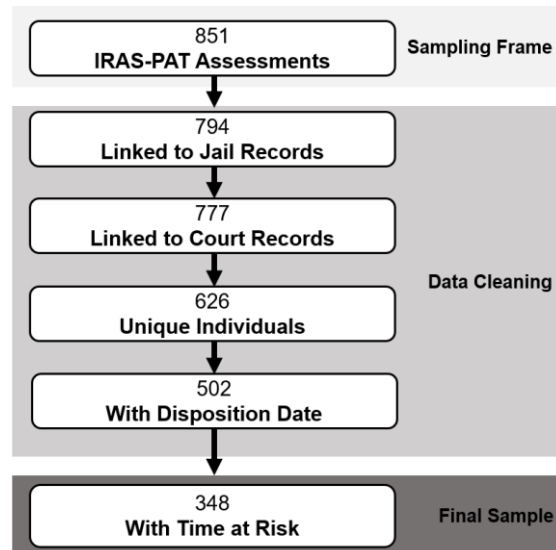 851
IRAS-PAT Assessments
Sampling Frame
794
Linked to Jail Records
777
Linked to Court Records
Data Cleaning
626
Unique Individuals
502
With Disposition Date
348
With Time at Risk
Final Sample